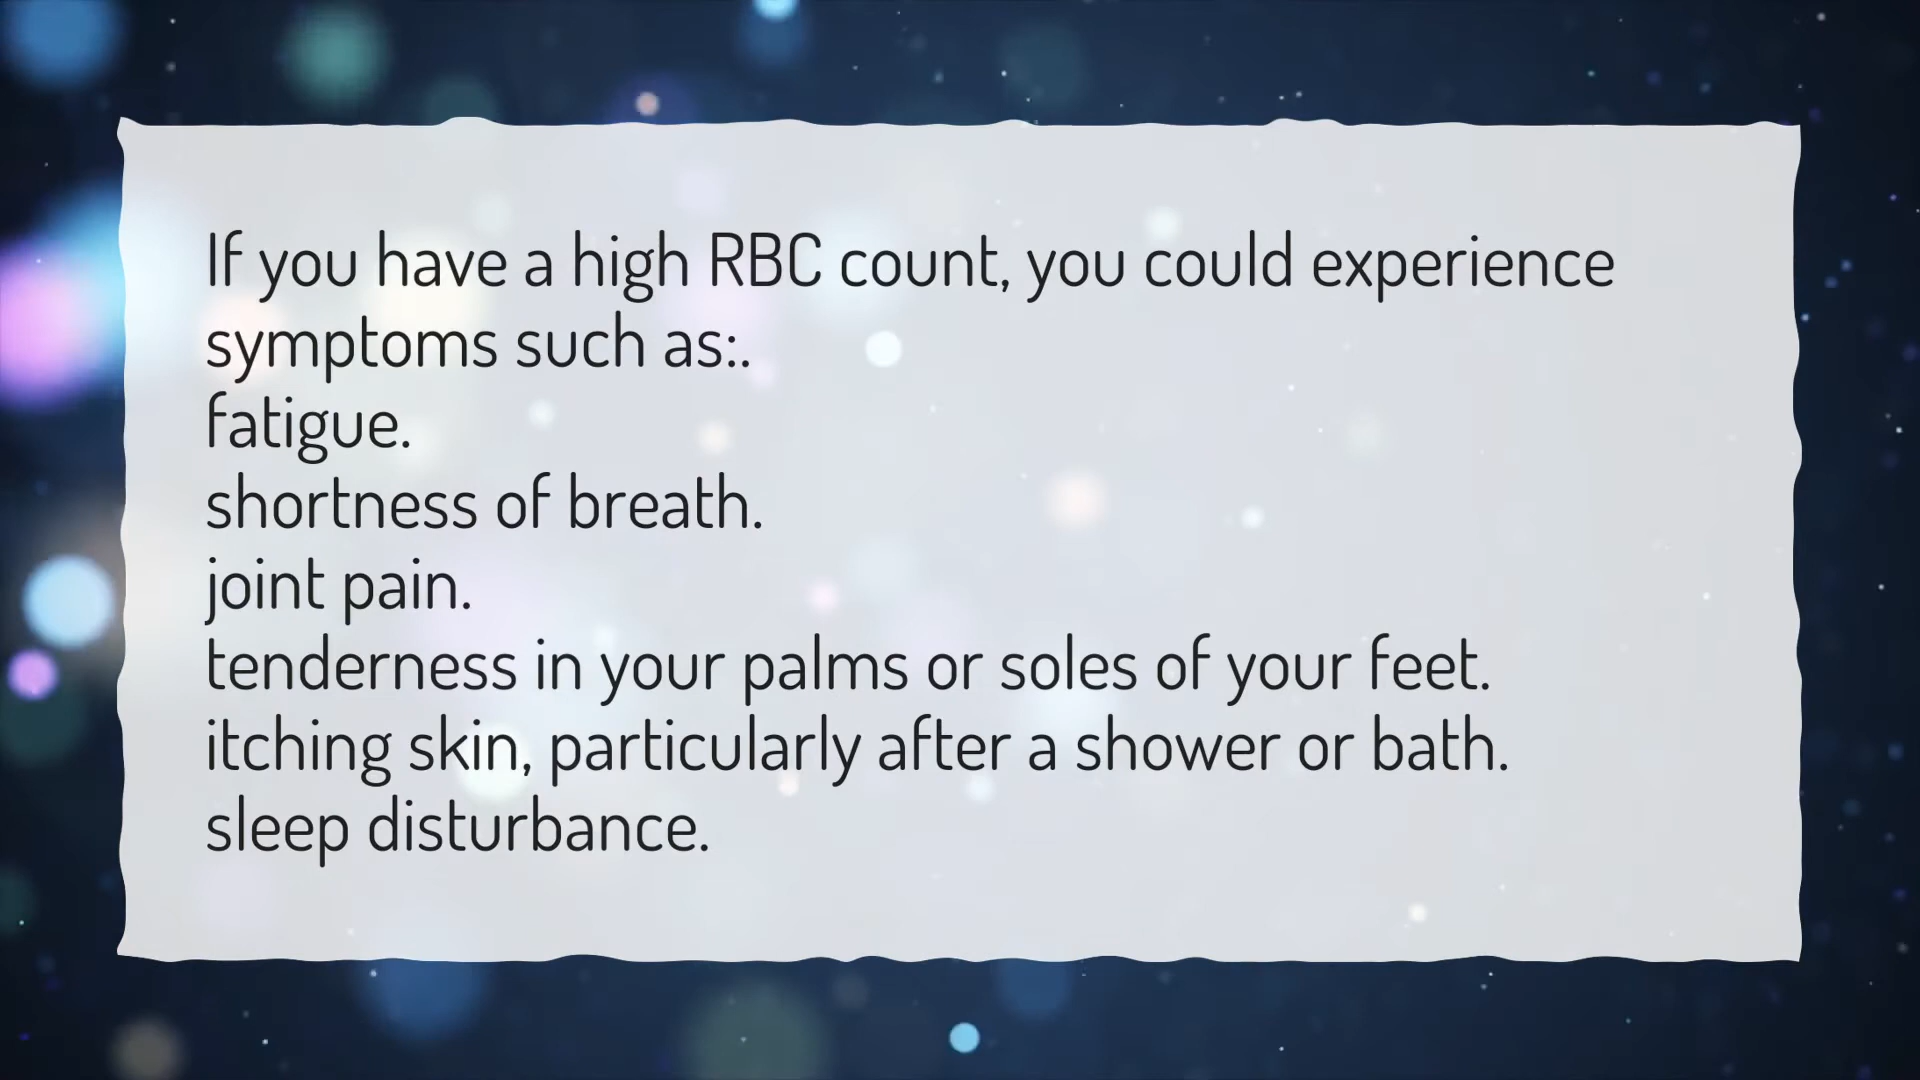 If you have a high RBC count, you could experience
symptoms such as:.
fatigue.
shortness of breath.
joint pain.
tenderness in your palms or soles of your feet.
itching skin, particularly after a shower or bath.
sleep disturbance.